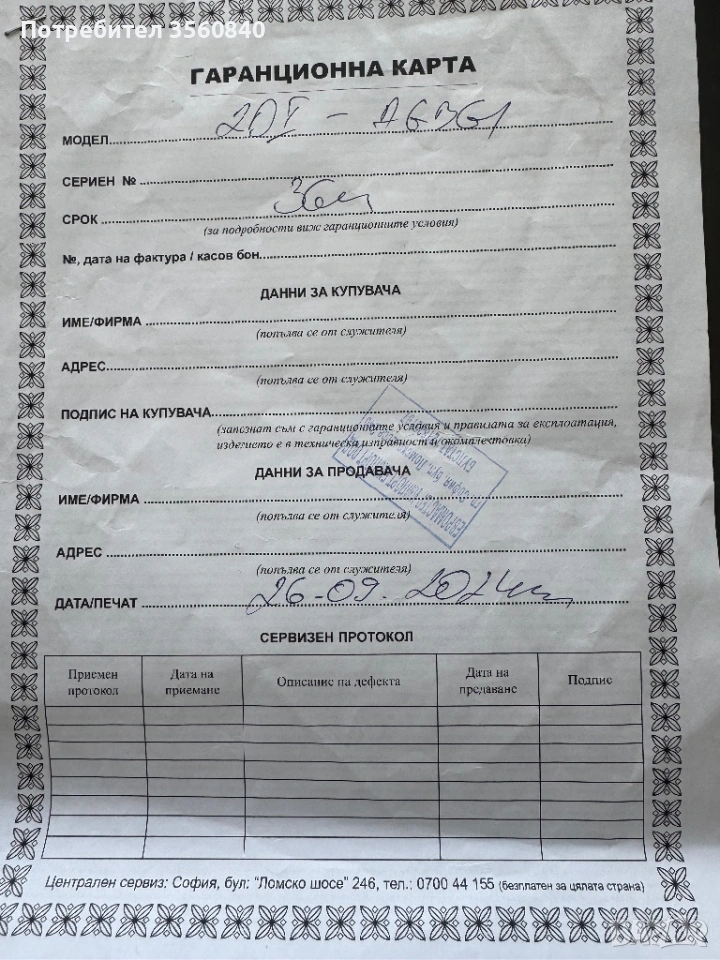 Потребител 3560840
ГАРАНЦИОННА КАРТА
МОДЕЛ
СЕРИЕН №
СРОК 36м
(за подробности виж гаранционните условия)
№, дата на фактура / касов бон
ДАННИ ЗА КУПУВАЧА
ИМЕ/ФИРМА
(попълва се от служителя)
АДРЕС
(попълва се от служителя)
ПОДПИС НА КУПУВАЧА
(запознат съм с гаранционните условия и правилата за експлоатация,
изделието е в техническа изправност и окомплектовка)
ДАННИ ЗА ПРОДАВАЧА
ИМЕ/ФИРМА
(попълва се от служителя)
АДРЕС
(попълва се от служителя)
ДАТА/ПЕЧАТ 26-09.2024
СЕРВИЗЕН ПРОТОКОЛ
Приемен протокол Дата на приемане Описание на дефекта Дата на предаване Подпис
Централен сервиз: София, бул: "Ломско шосе" 246, тел.: 0700 44 155 (безплатен за цялата страна)